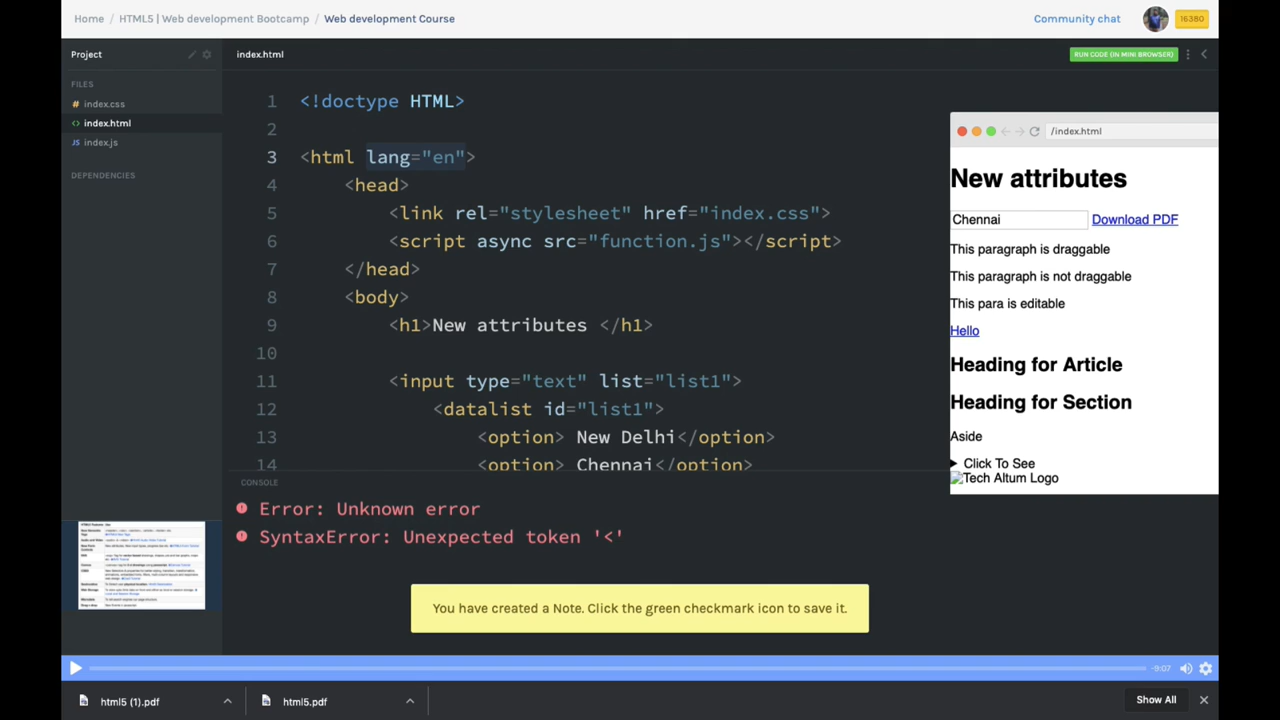 Home / HTML5 | Web development Bootcamp / Web development Course
Community chat
16380
Project
index.html
RUN CODE (IN MINI BROWSER)
FILES
# index.css
<> index.html
JS index.js
DEPENDENCIES
1 <!doctype HTML>
2
3 <html lang="en">
4 <head>
5 <link rel="stylesheet" href="index.css">
6 <script async src="function.js"></script>
7 </head>
8 <body>
9 <h1>New attributes </h1>
10
11 <input type="text" list="list1">
12 <datalist id="list1">
13 <option> New Delhi</option>
14 <option> Chennai</option>
/index.html
New attributes
Chennai Download PDF
This paragraph is draggable
This paragraph is not draggable
This para is editable
Hello
Heading for Article
Heading for Section
Aside
Click To See
Tech Altum Logo
CONSOLE
Error: Unknown error
SyntaxError: Unexpected token '<'
You have created a Note. Click the green checkmark icon to save it.
-9:07
html5 (1).pdf
html5.pdf
Show All